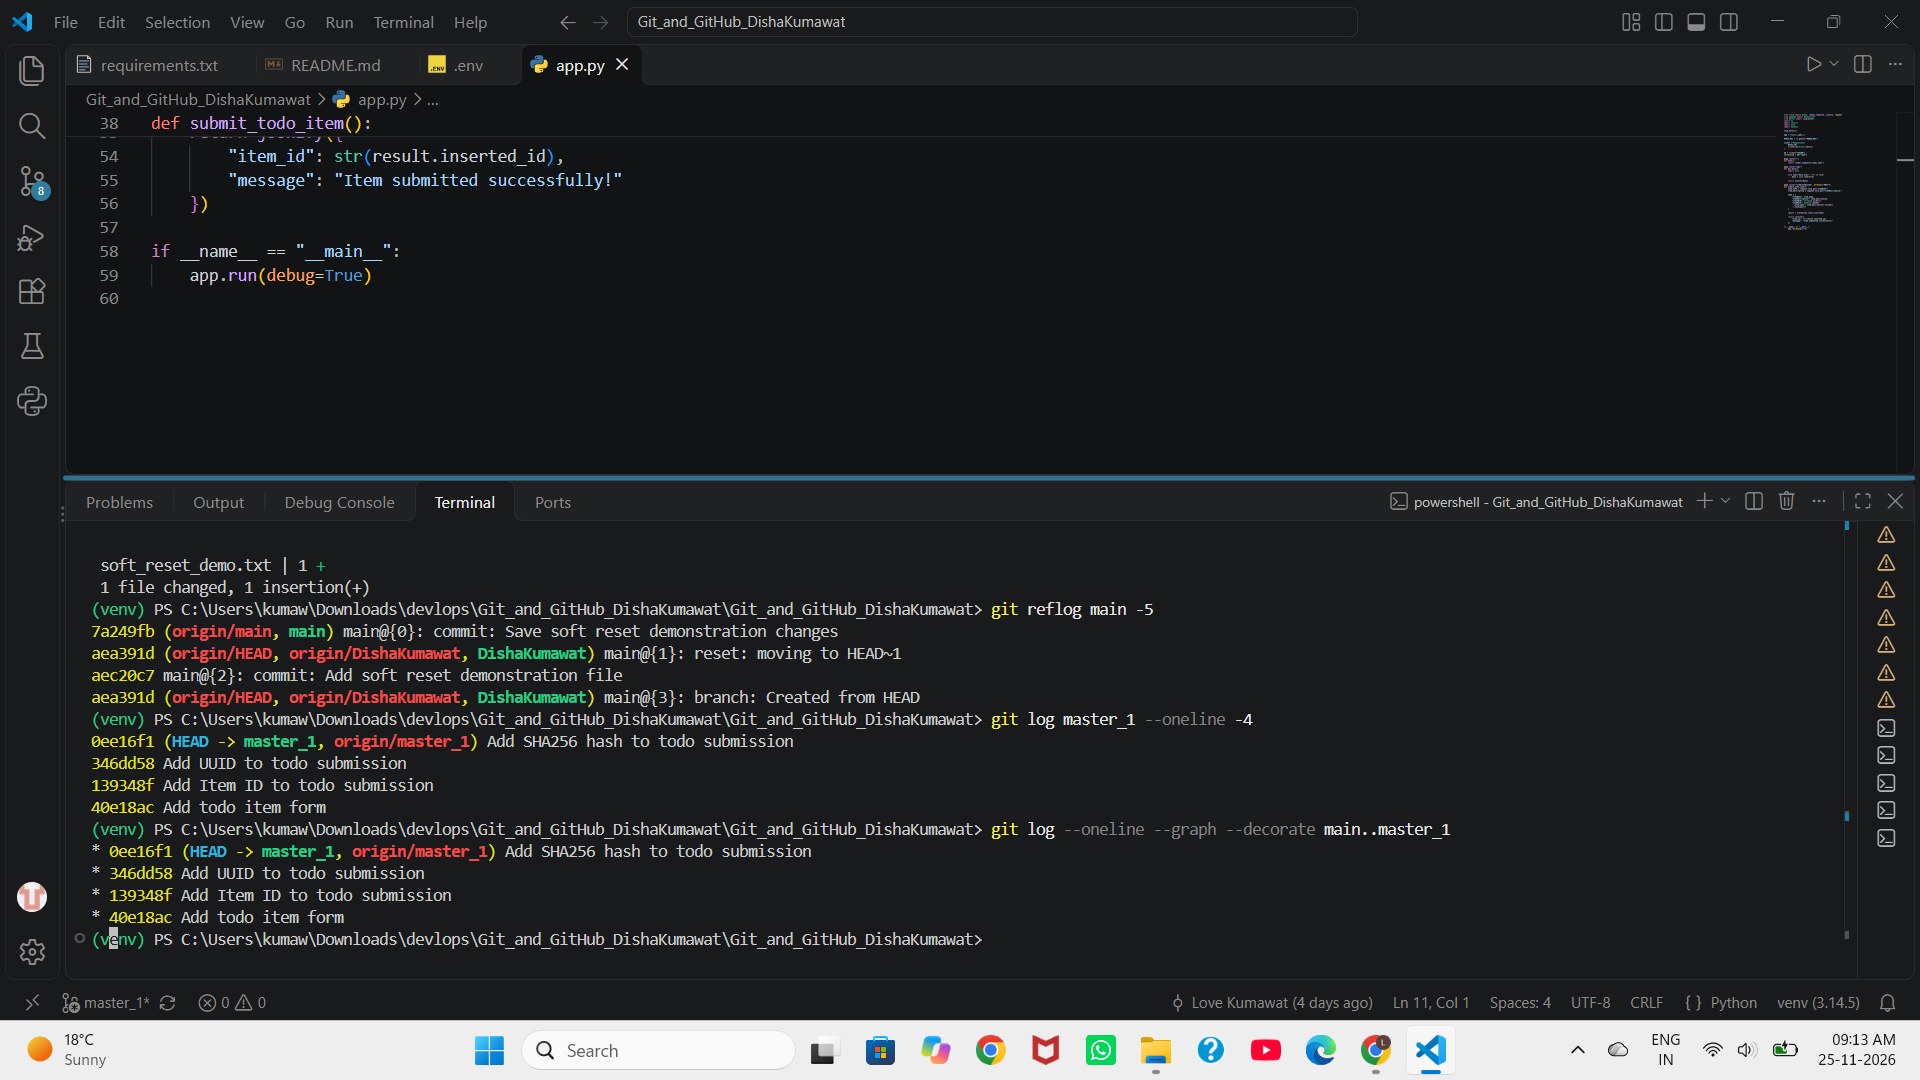 File Edit Selection View Go Run Terminal Help
Git_and_GitHub_DishaKumawat
requirements.txt README.md .env app.py
Git_and_GitHub_DishaKumawat > app.py > ...
38 def submit_todo_item():
54 "item_id": str(result.inserted_id),
55 "message": "Item submitted successfully!"
56 })
57
58 if __name__ == "__main__":
59 app.run(debug=True)
60
8
Problems Output Debug Console Terminal Ports
powershell - Git_and_GitHub_DishaKumawat
soft_reset_demo.txt | 1 +
1 file changed, 1 insertion(+)
(venv) PS C:\Users\kumaw\Downloads\devlops\Git_and_GitHub_DishaKumawat\Git_and_GitHub_DishaKumawat> git reflog main -5
7a249fb (origin/main, main) main@{0}: commit: Save soft reset demonstration changes
aea391d (origin/HEAD, origin/DishaKumawat, DishaKumawat) main@{1}: reset: moving to HEAD~1
aec20c7 main@{2}: commit: Add soft reset demonstration file
aea391d (origin/HEAD, origin/DishaKumawat, DishaKumawat) main@{3}: branch: Created from HEAD
(venv) PS C:\Users\kumaw\Downloads\devlops\Git_and_GitHub_DishaKumawat\Git_and_GitHub_DishaKumawat> git log master_1 --oneline -4
0ee16f1 (HEAD -> master_1, origin/master_1) Add SHA256 hash to todo submission
346dd58 Add UUID to todo submission
139348f Add Item ID to todo submission
40e18ac Add todo item form
(venv) PS C:\Users\kumaw\Downloads\devlops\Git_and_GitHub_DishaKumawat\Git_and_GitHub_DishaKumawat> git log --oneline --graph --decorate main..master_1
* 0ee16f1 (HEAD -> master_1, origin/master_1) Add SHA256 hash to todo submission
* 346dd58 Add UUID to todo submission
* 139348f Add Item ID to todo submission
* 40e18ac Add todo item form
(venv) PS C:\Users\kumaw\Downloads\devlops\Git_and_GitHub_DishaKumawat\Git_and_GitHub_DishaKumawat>
master_1* 0 0 Love Kumawat (4 days ago) Ln 11, Col 1 Spaces: 4 UTF-8 CRLF {} Python venv (3.14.5)
18°C
Sunny
Search
ENG
IN
09:13 AM
25-11-2026